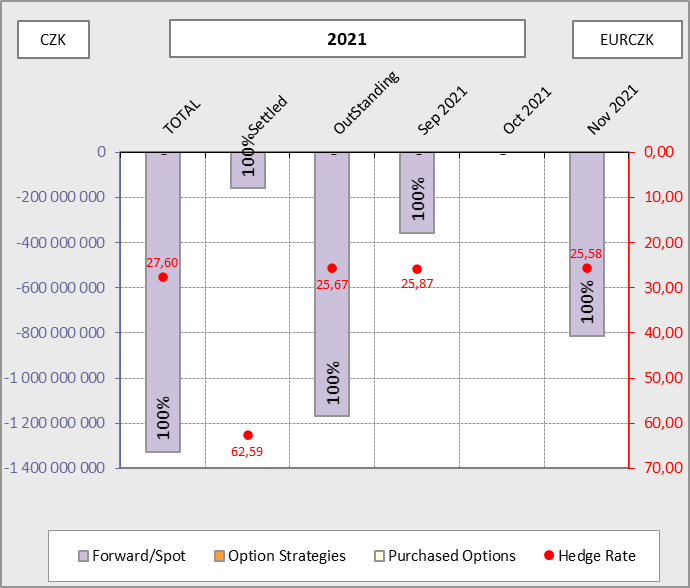 CZK
2021
EURCZK
TOTAL
Settled
OutStanding
Sep 2021
Oct 2021
Nov 2021
0
-200 000 000
-400 000 000
-600 000 000
-800 000 000
-1 000 000 000
-1 200 000 000
-1 400 000 000
100%
100%
100%
100%
100%
27,60
62,59
25,67
25,87
25,58
0,00
10,00
20,00
30,00
40,00
50,00
60,00
70,00
Forward/Spot
Option Strategies
Purchased Options
Hedge Rate